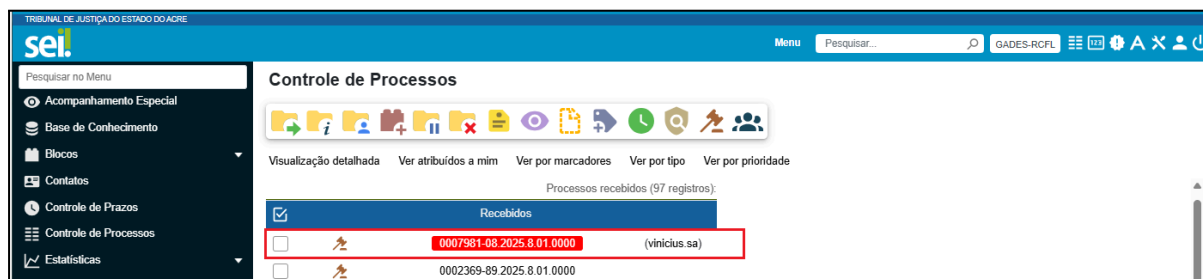 TRIBUNAL DE JUSTIÇA DO ESTADO DO ACRE
sei!
Menu
Pesquisar...
GADES-RCFL
123
A
Pesquisar no Menu
Acompanhamento Especial
Base de Conhecimento
Blocos
Contatos
Controle de Prazos
Controle de Processos
Estatísticas
Controle de Processos
Visualização detalhada Ver atribuídos a mim Ver por marcadores Ver por tipo Ver por prioridade
Processos recebidos (97 registros):
Recebidos
0007981-08.2025.8.01.0000 (vinicius.sa)
0002369-89.2025.8.01.0000